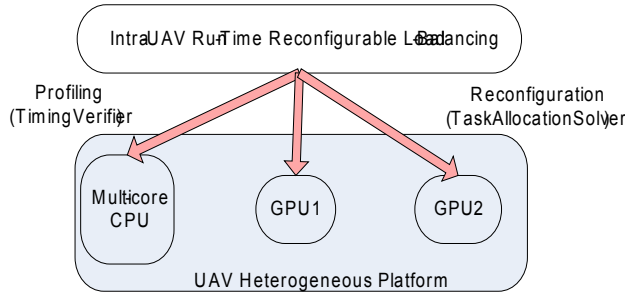 Intra-UAV Run-Time Reconfigurable Load-Balancing
Profiling
(TimingVerifier)
Reconfiguration
(TaskAllocationSolver)
Multi-core
CPU
GPU1
GPU2
UAV Heterogeneous Platform